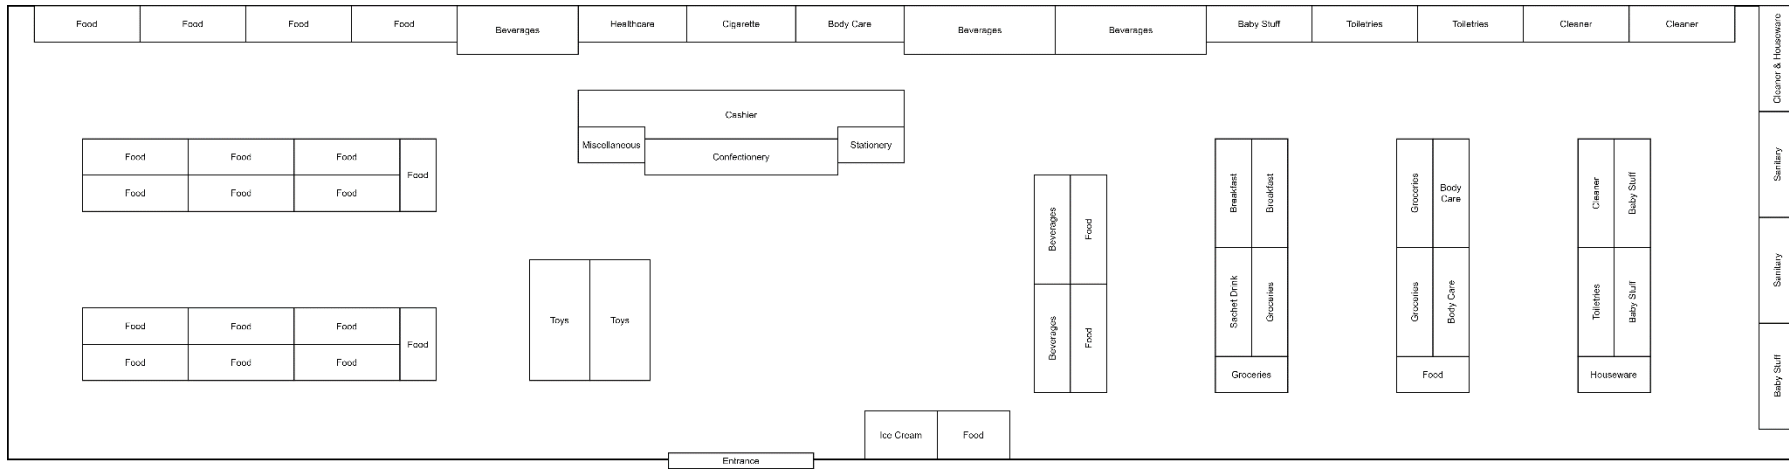 Food
Food
Food
Food
Beverages
Healthcare
Cigarette
Body Care
Beverages
Beverages
Baby Stuff
Toiletries
Toiletries
Cleaner
Cleaner
Cleaner & Houseware
Cashier
Miscellaneous
Confectionery
Stationery
Food
Food
Food
Food
Food
Food
Food
Beverages
Food
Breakfast
Breakfast
Groceries
Body
Care
Cleaner
Baby Stuff
Sanitary
Sanitary
Toys
Toys
Beverages
Food
Sachet Drink
Groceries
Groceries
Body Care
Toiletries
Baby Stuff
Food
Food
Food
Food
Food
Food
Food
Groceries
Food
Houseware
Baby Stuff
Ice Cream
Food
Entrance